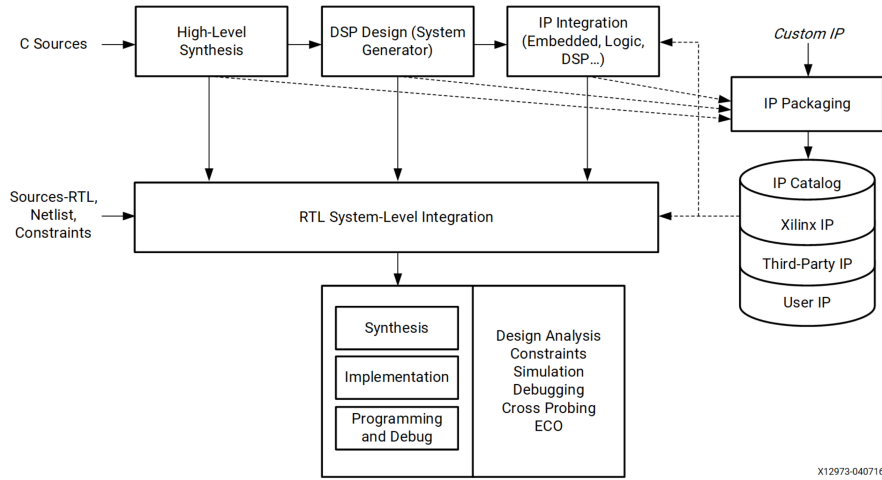 C Sources
High-Level
Synthesis
DSP Design (System
Generator)
IP Integration
(Embedded, Logic,
DSP…)
Custom IP
IP Packaging
Sources-RTL,
Netlist,
Constraints
RTL System-Level Integration
IP Catalog
Xilinx IP
Third-Party IP
User IP
Synthesis
Implementation
Programming
and Debug
Design Analysis
Constraints
Simulation
Debugging
Cross Probing
ECO
X12973-040716